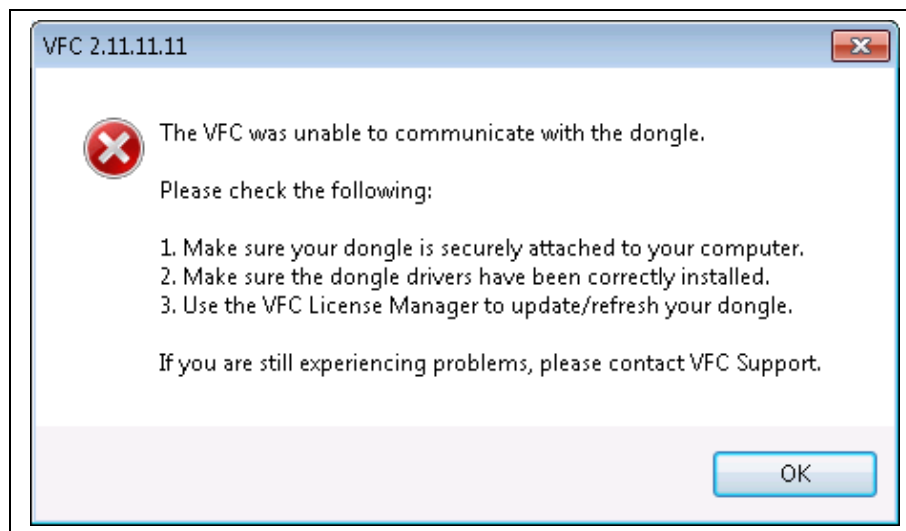 VFC 2.11.11.11
The VFC was unable to communicate with the dongle.
Please check the following:
1. Make sure your dongle is securely attached to your computer.
2. Make sure the dongle drivers have been correctly installed.
3. Use the VFC License Manager to update/refresh your dongle.
If you are still experiencing problems, please contact VFC Support.
OK